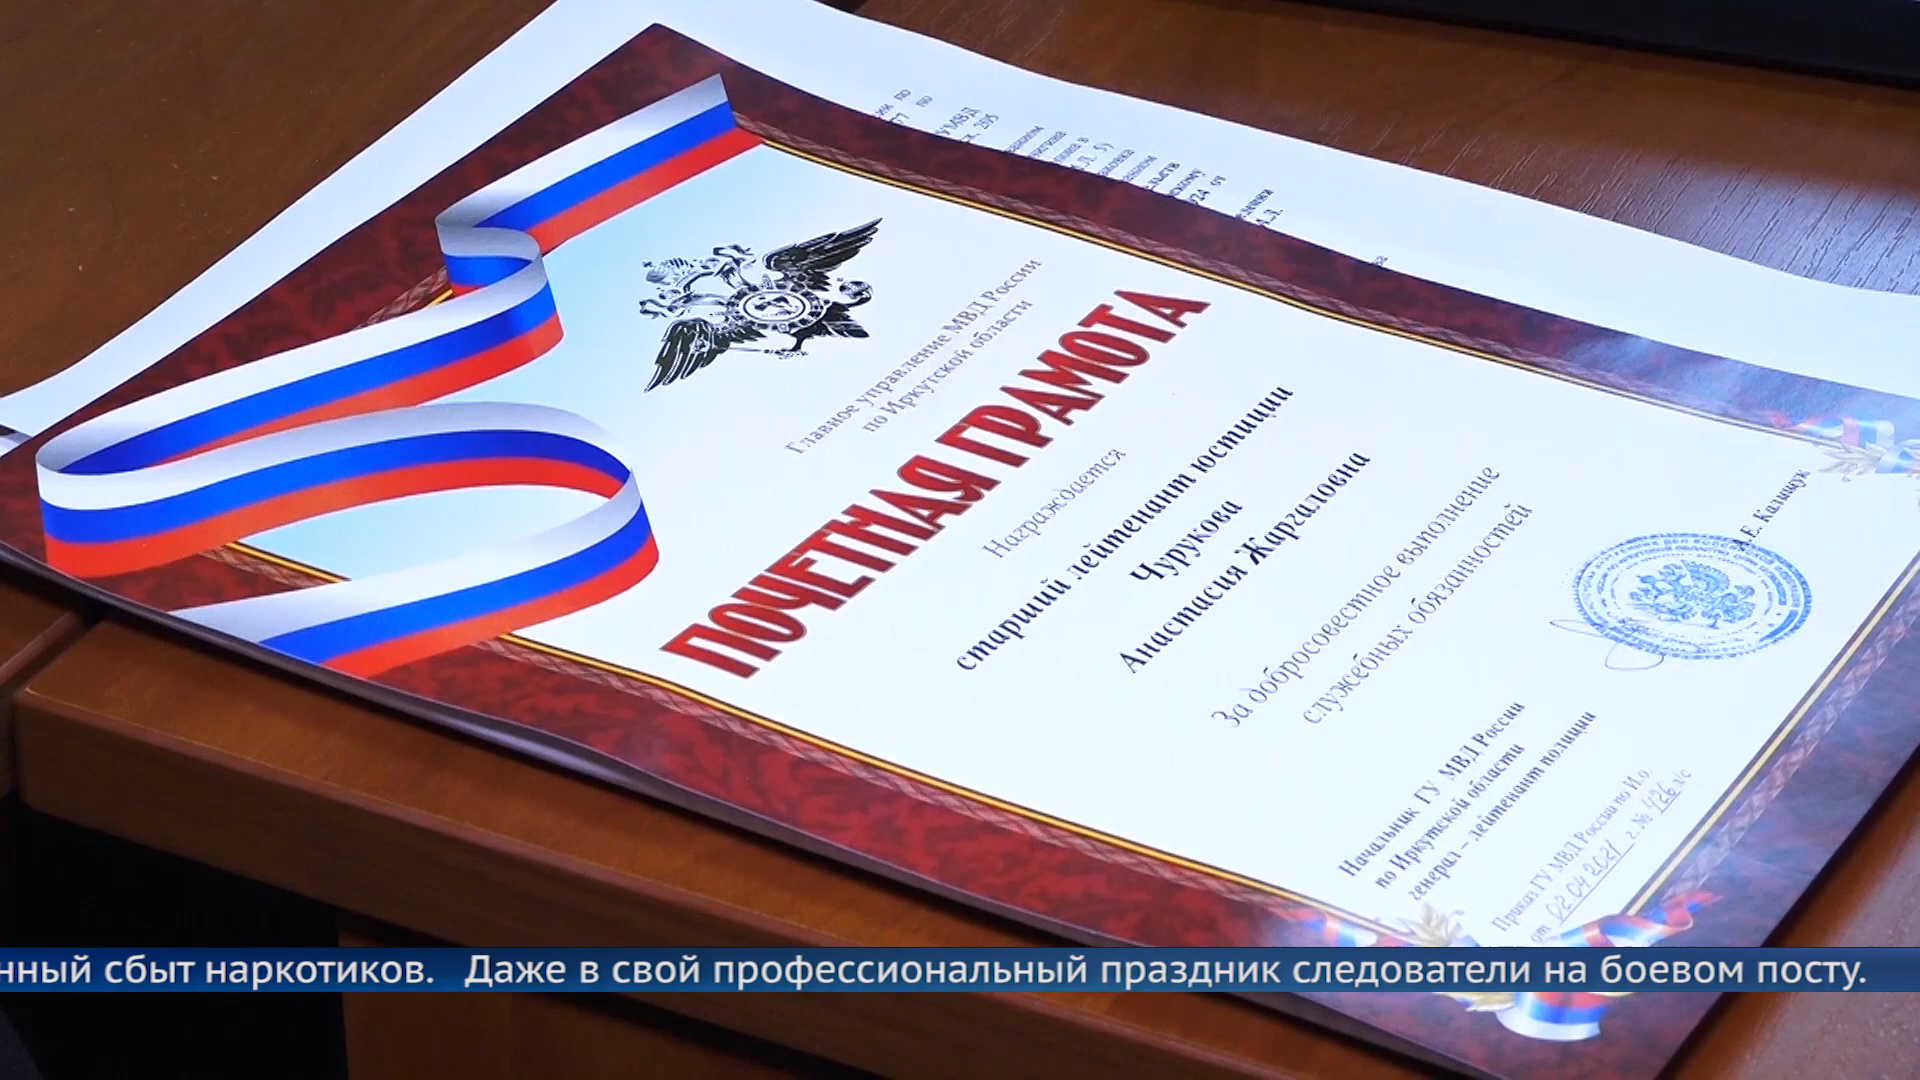 Главное управление МВД России
по Иркутской области
ПОЧЕТНАЯ ГРАМОТА
Награждается
старший лейтенант юстиции
Чурукова
Анастасия Жаргаловна
За добросовестное выполнение
служебных обязанностей
Начальник ГУ МВД России
по Иркутской области
генерал – лейтенант полиции
А.Е. Калищук
Приказ ГУ МВД России по И.о.
от 02.04.2021 г. № 426 л/с
нный сбыт наркотиков. Даже в свой профессиональный праздник следователи на боевом посту.